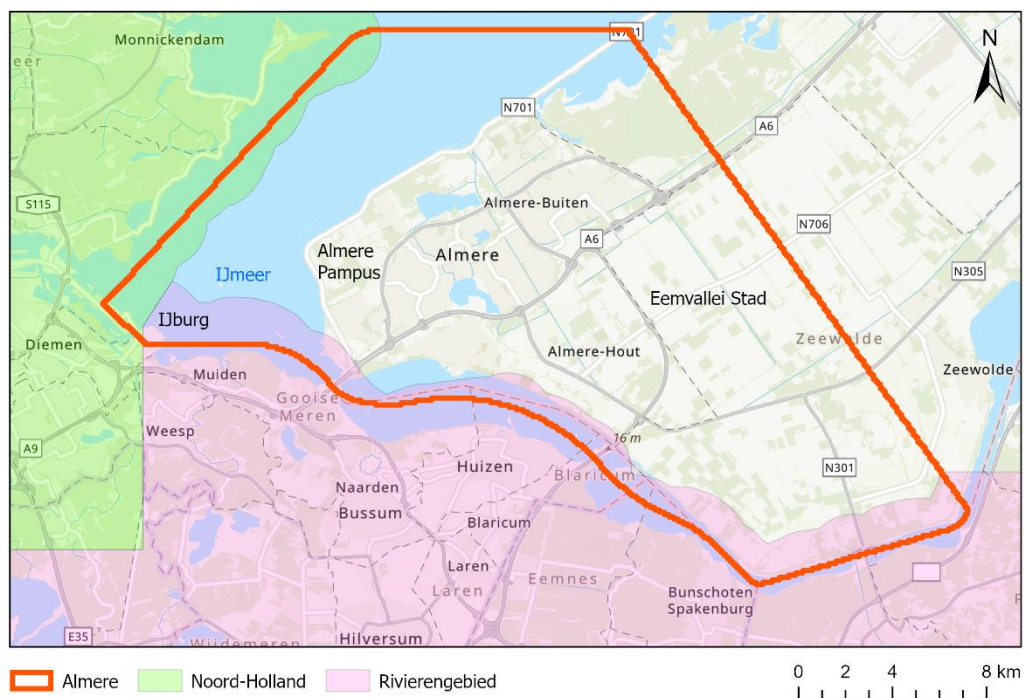 Monnickendam
eer
N701
N
N701
A6
S115
Almere-Buiten
N706
A6
Almere
Pampus
Almere
N305
IJmeer
Eemvallei Stad
IJburg
Zeewolde
Diemen
Almere-Hout
Zeewolde
Muiden
Gooise
Meren
Weesp
16 m
A9
Huizen
Blaricum
N301
Naarden
Bussum
Blaricum
Laren
Laren
Eemnes
Bunschoten
Spakenburg
E35
Wijdemeren
Hilversum
Almere
Noord-Holland
Rivierengebied
0 2 4 8 km